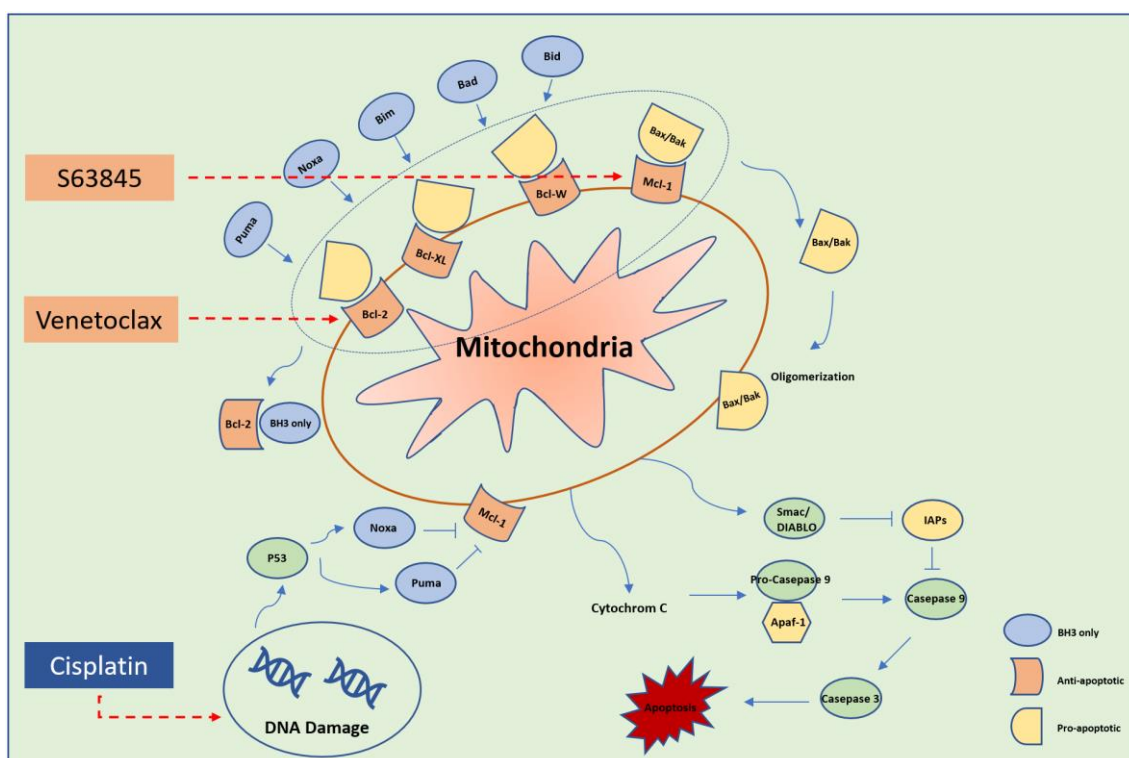 Bid
Bad
Bim
Noxa
Puma
S63845
Bax/Bak
Mcl-1
Bcl-W
Bcl-XL
Bcl-2
Venetoclax
Mitochondria
Bax/Bak
Oligomerization
Bax/Bak
Bcl-2
BH3 only
Mcl-1
Noxa
Puma
P53
Smac/
DIABLO
IAPs
Pro-Casepase 9
Apaf-1
Casepase 9
Cytochrom C
Cisplatin
DNA Damage
Apoptosis
Casepase 3
BH3 only
Anti-apoptotic
Pro-apoptotic